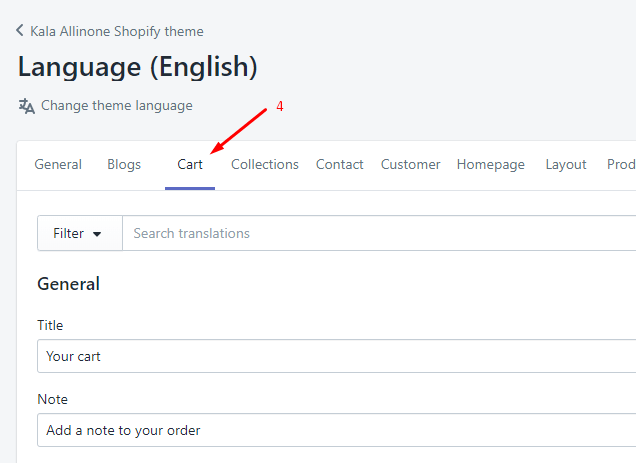 Kala Allinone Shopify theme
Language (English)
Change theme language
4
General Blogs Cart Collections Contact Customer Homepage Layout Prod
Filter Search translations
General
Title
Your cart
Note
Add a note to your order